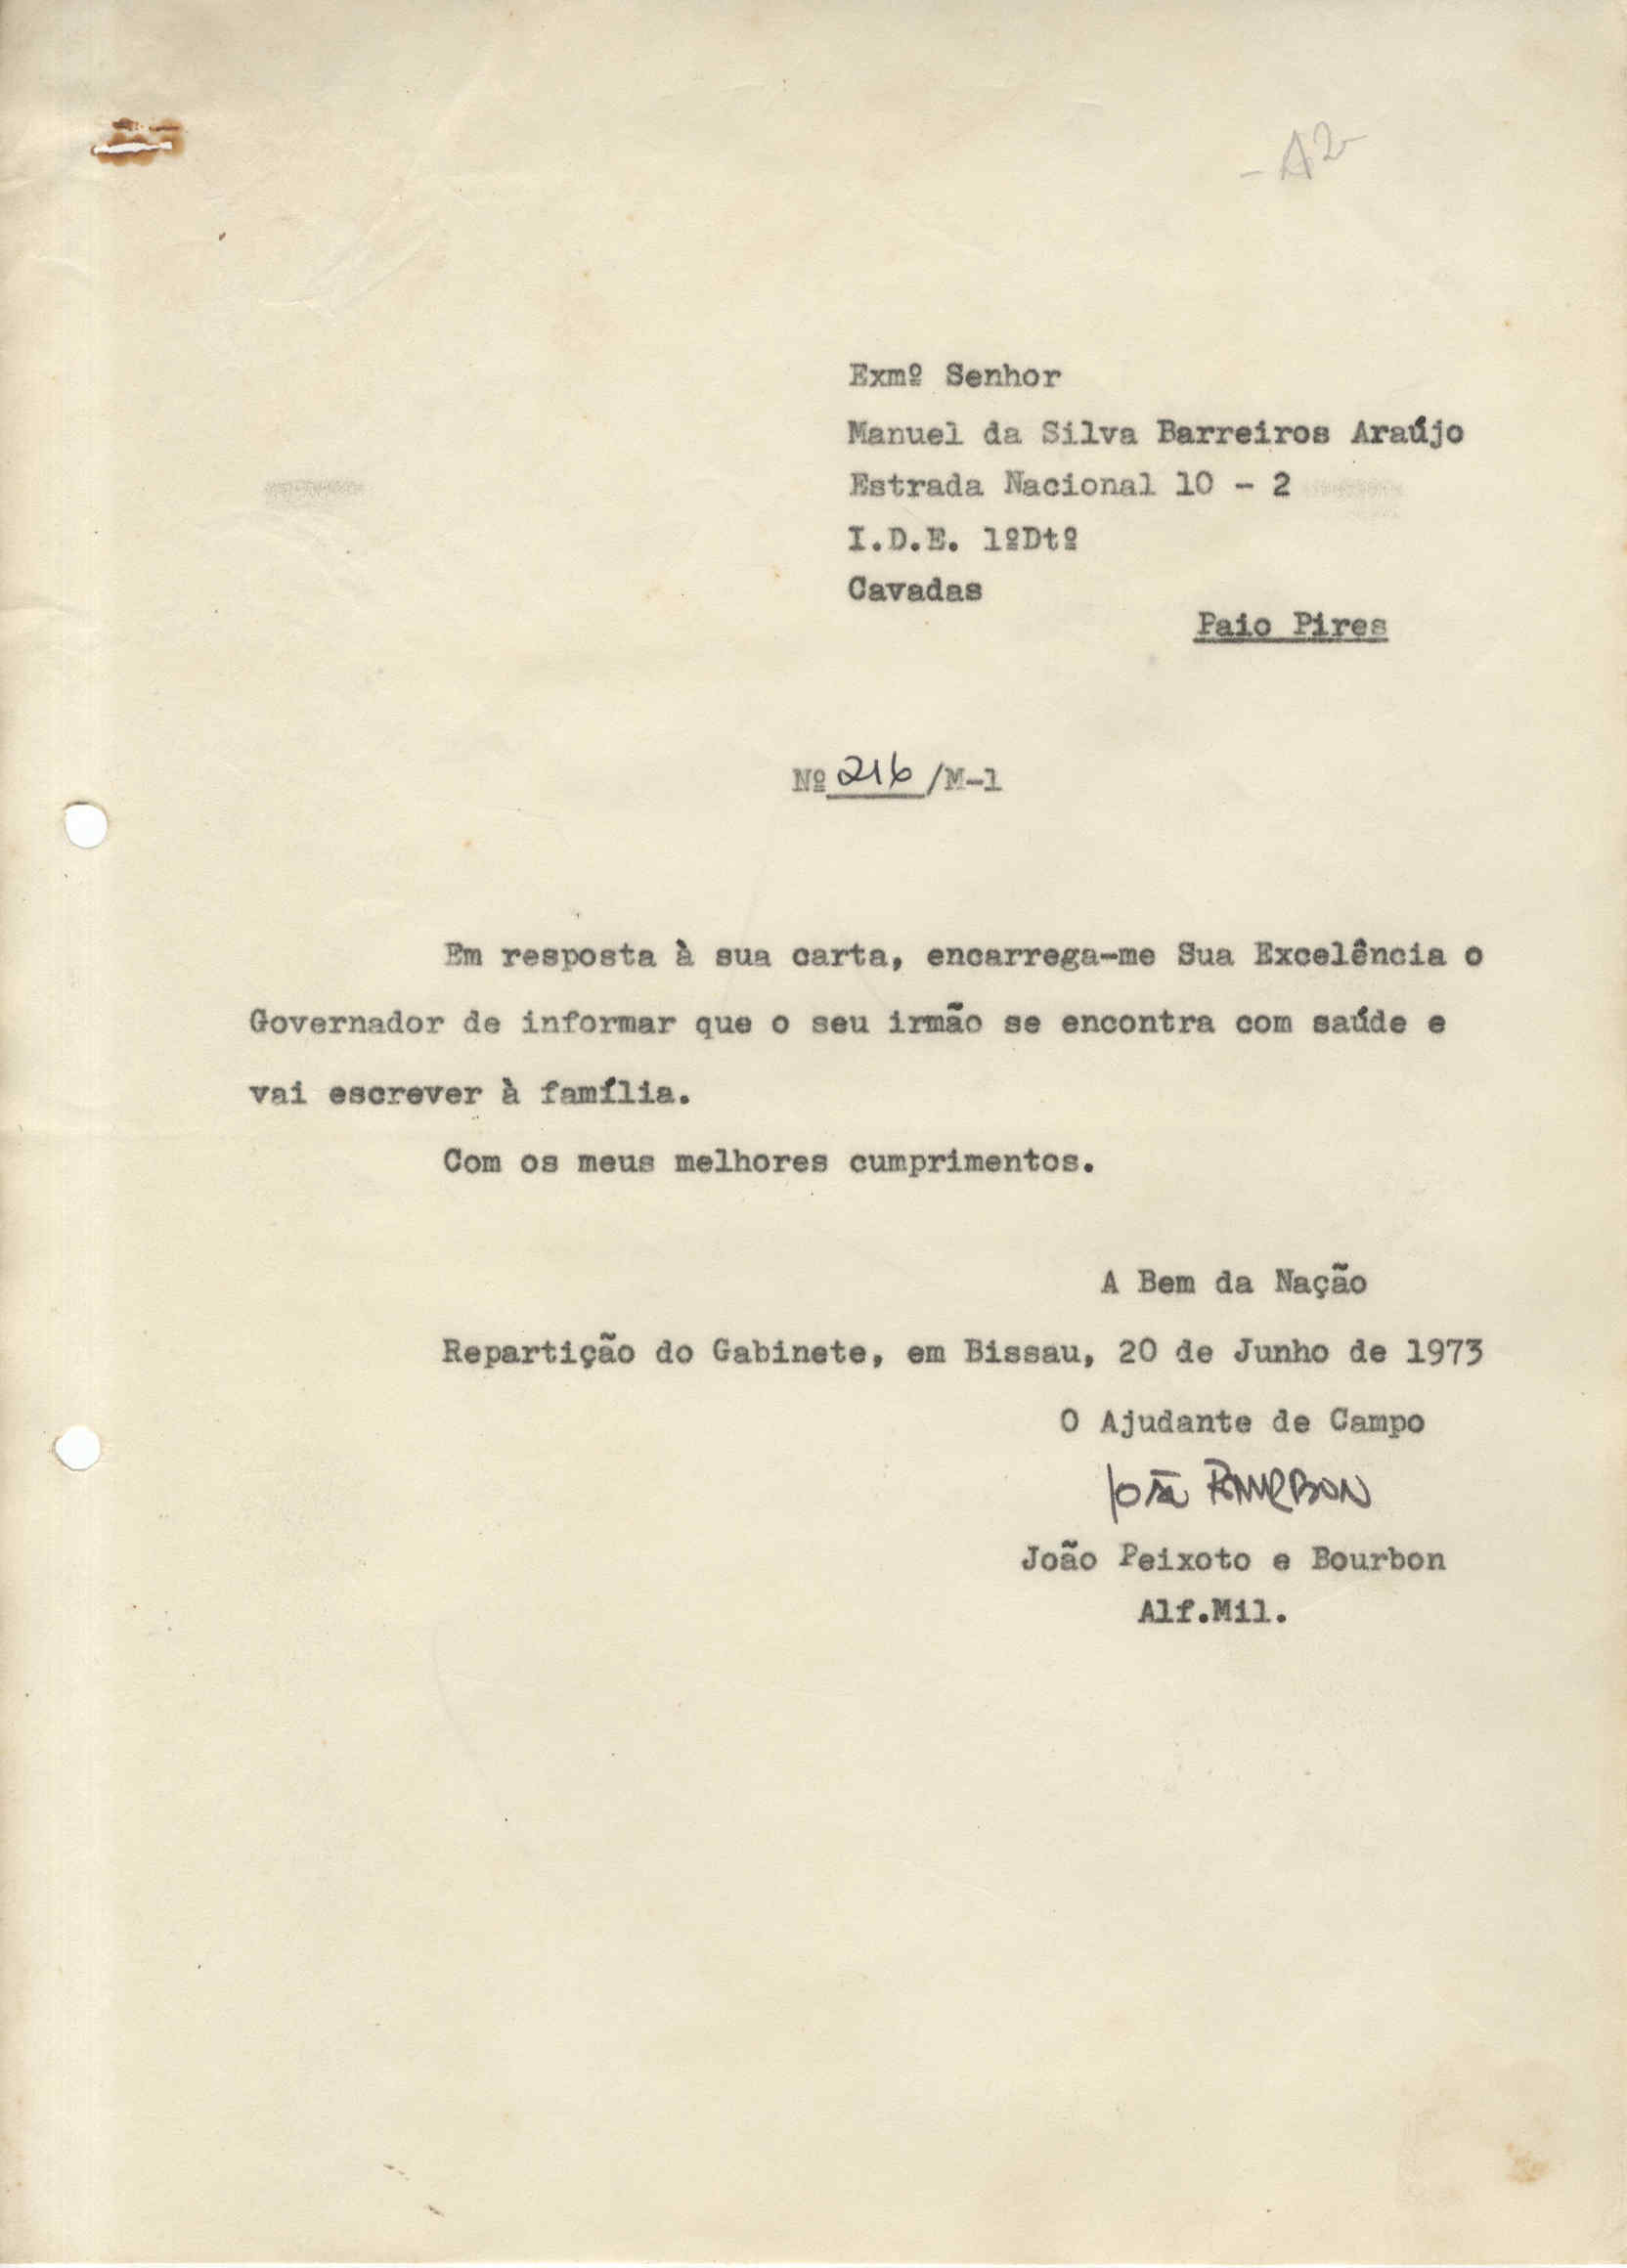 - A2
Exmº Senhor
Manuel da Silva Barreiros Araújo
Estrada Nacional 10 - 2
I.D.E. 1ºDtº
Cavadas
Paio Pires
Nº 216 /M-1
Em resposta à sua carta, encarrega-me Sua Excelência o
Governador de informar que o seu irmão se encontra com saúde e
vai escrever à família.
Com os meus melhores cumprimentos.
A Bem da Nação
Repartição do Gabinete, em Bissau, 20 de Junho de 1973
O Ajudante de Campo
João Bourbon
João Peixoto e Bourbon
Alf.Mil.